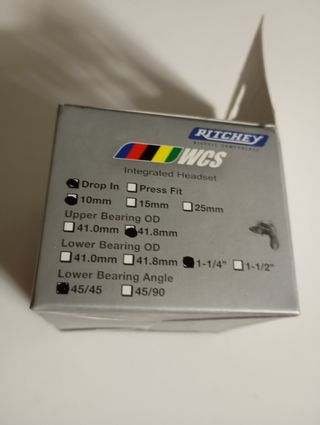 RITCHEY
BICYCLE COMPONENTS
WCS
Integrated Headset
Drop In Press Fit
10mm 15mm 25mm
Upper Bearing OD
41.0mm 41.8mm
Lower Bearing OD
41.0mm 41.8mm 1-1/4" 1-1/2"
Lower Bearing Angle
45/45 45/90